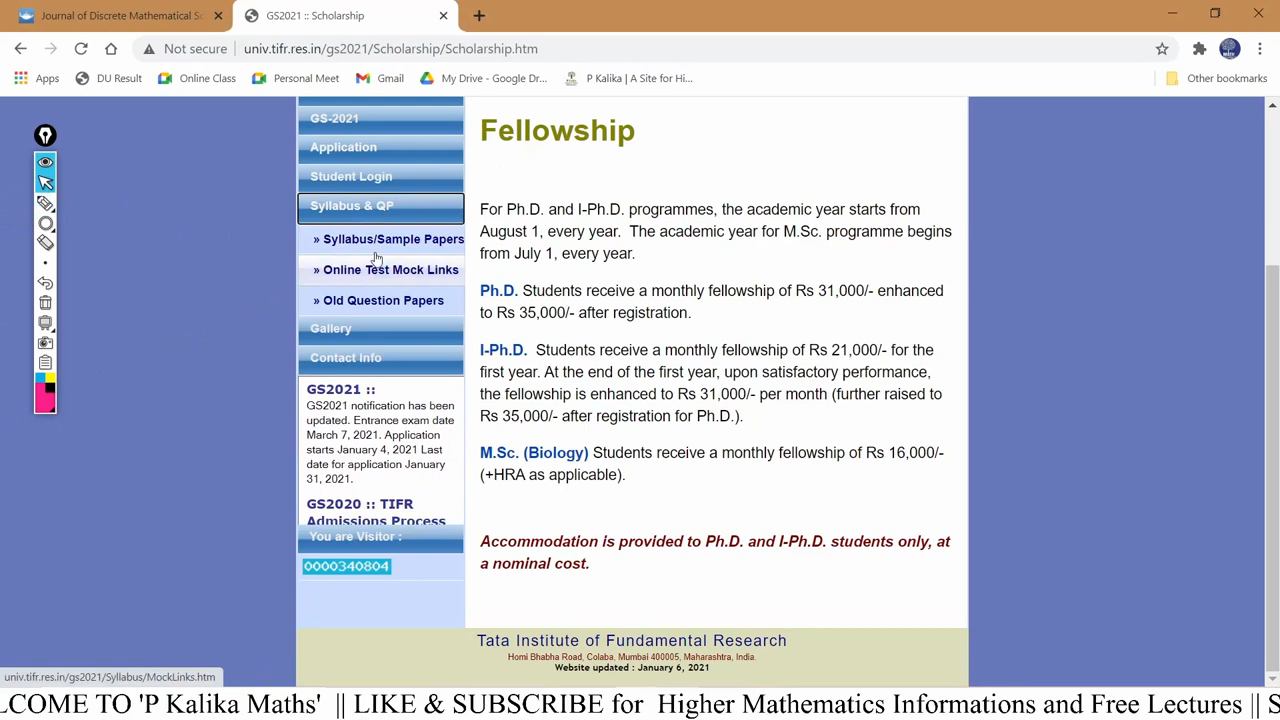 Journal of Discrete Mathematical Sc
GS2021 :: Scholarship
Not secure
univ.tifr.res.in/gs2021/Scholarship/Scholarship.htm
Apps
DU Result
Online Class
Personal Meet
Gmail
My Drive - Google Dr...
P Kalika | A Site for Hi...
Other bookmarks
GS-2021
Application
Student Login
Syllabus & QP
» Syllabus/Sample Papers
» Online Test Mock Links
» Old Question Papers
Gallery
Contact Info
GS2021 ::
GS2021 notification has been
updated. Entrance exam date
March 7, 2021. Application
starts January 4, 2021 Last
date for application January
31, 2021.
GS2020 :: TIFR
Admissions Process
You are Visitor :
0000340804
Fellowship
For Ph.D. and I-Ph.D. programmes, the academic year starts from
August 1, every year. The academic year for M.Sc. programme begins
from July 1, every year.
Ph.D. Students receive a monthly fellowship of Rs 31,000/- enhanced
to Rs 35,000/- after registration.
I-Ph.D. Students receive a monthly fellowship of Rs 21,000/- for the
first year. At the end of the first year, upon satisfactory performance,
the fellowship is enhanced to Rs 31,000/- per month (further raised to
Rs 35,000/- after registration for Ph.D.).
M.Sc. (Biology) Students receive a monthly fellowship of Rs 16,000/-
(+HRA as applicable).
Accommodation is provided to Ph.D. and I-Ph.D. students only, at
a nominal cost.
Tata Institute of Fundamental Research
Homi Bhabha Road, Colaba, Mumbai 400005, Maharashtra, India.
Website updated : January 6, 2021
univ.tifr.res.in/gs2021/Syllabus/MockLinks.htm
LCOME TO 'P Kalika Maths' || LIKE & SUBSCRIBE for Higher Mathematics Informations and Free Lectures || S